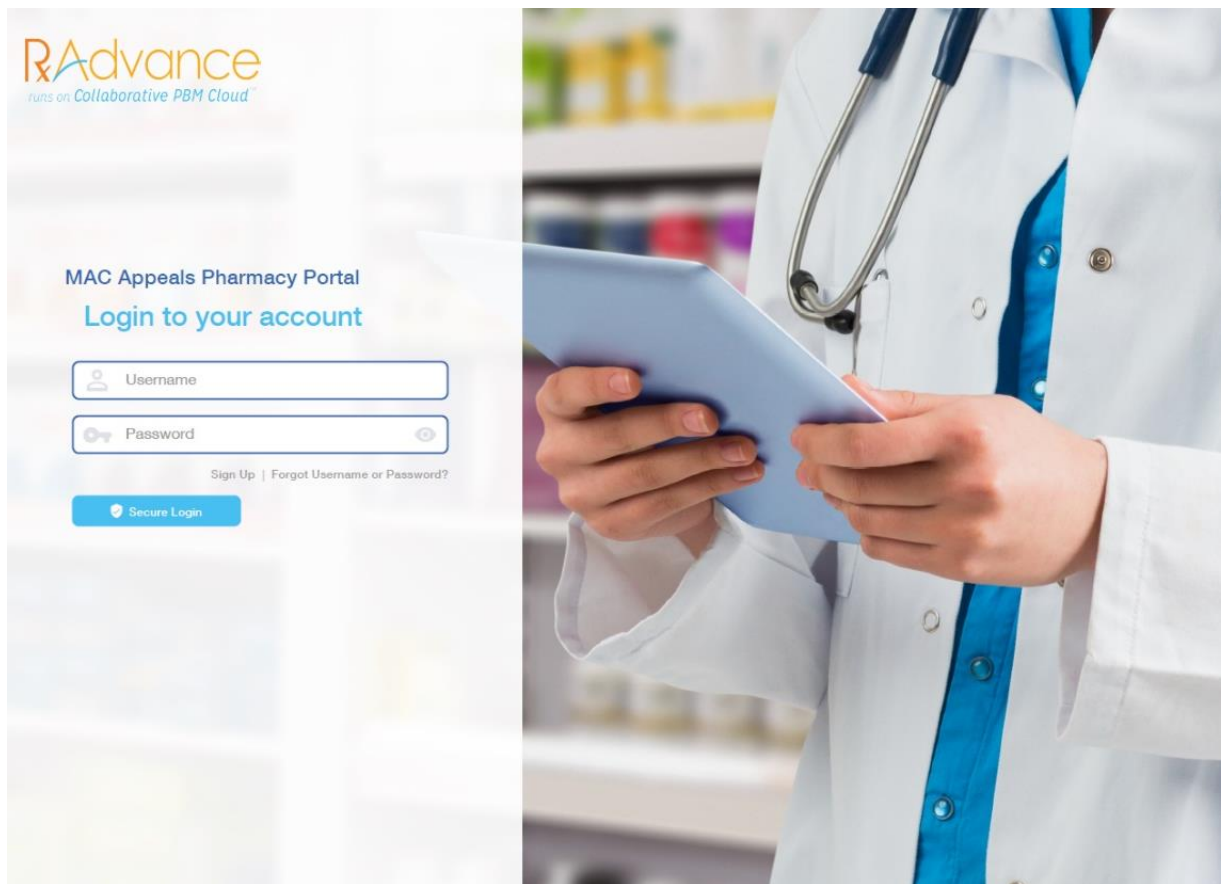 RxAdvance
runs on Collaborative PBM Cloud™
MAC Appeals Pharmacy Portal
Login to your account
Username
Password
Sign Up | Forgot Username or Password?
Secure Login